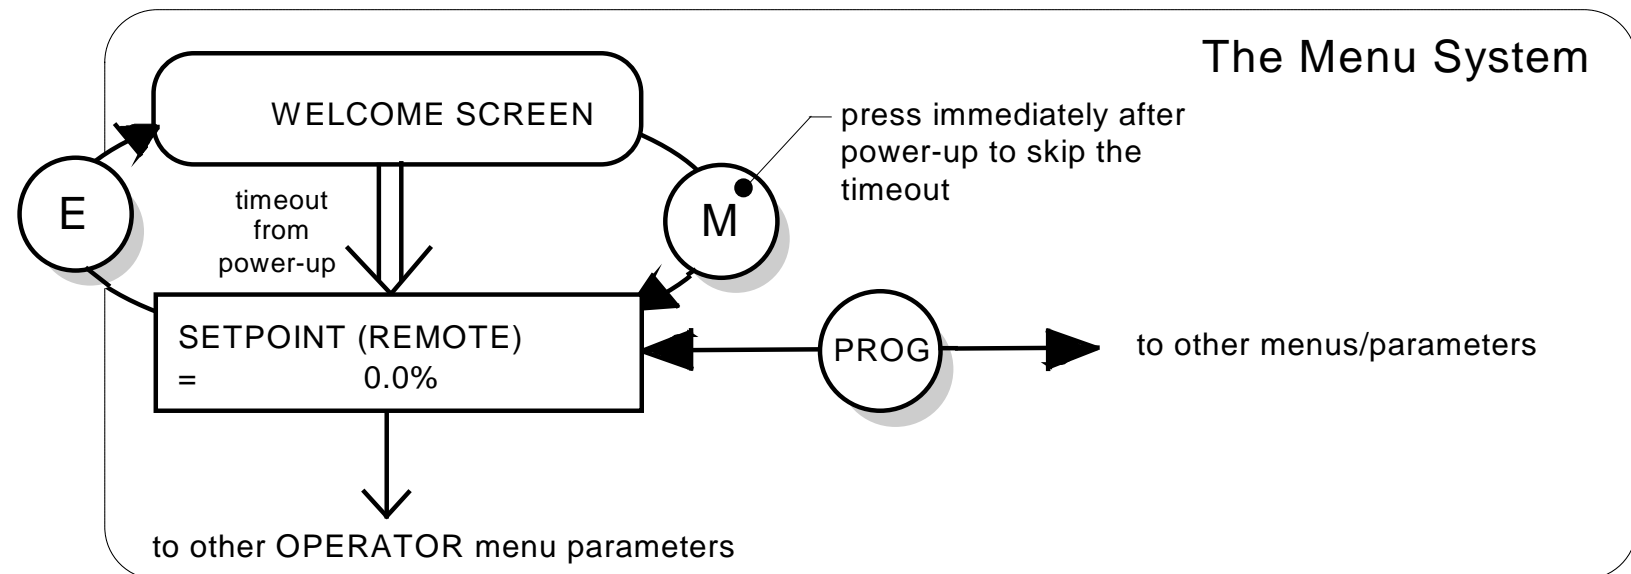 The Menu System
WELCOME SCREEN
press immediately after
power-up to skip the
timeout
E
timeout
from
power-up
M
SETPOINT (REMOTE)
= 0.0%
PROG
to other menus/parameters
to other OPERATOR menu parameters